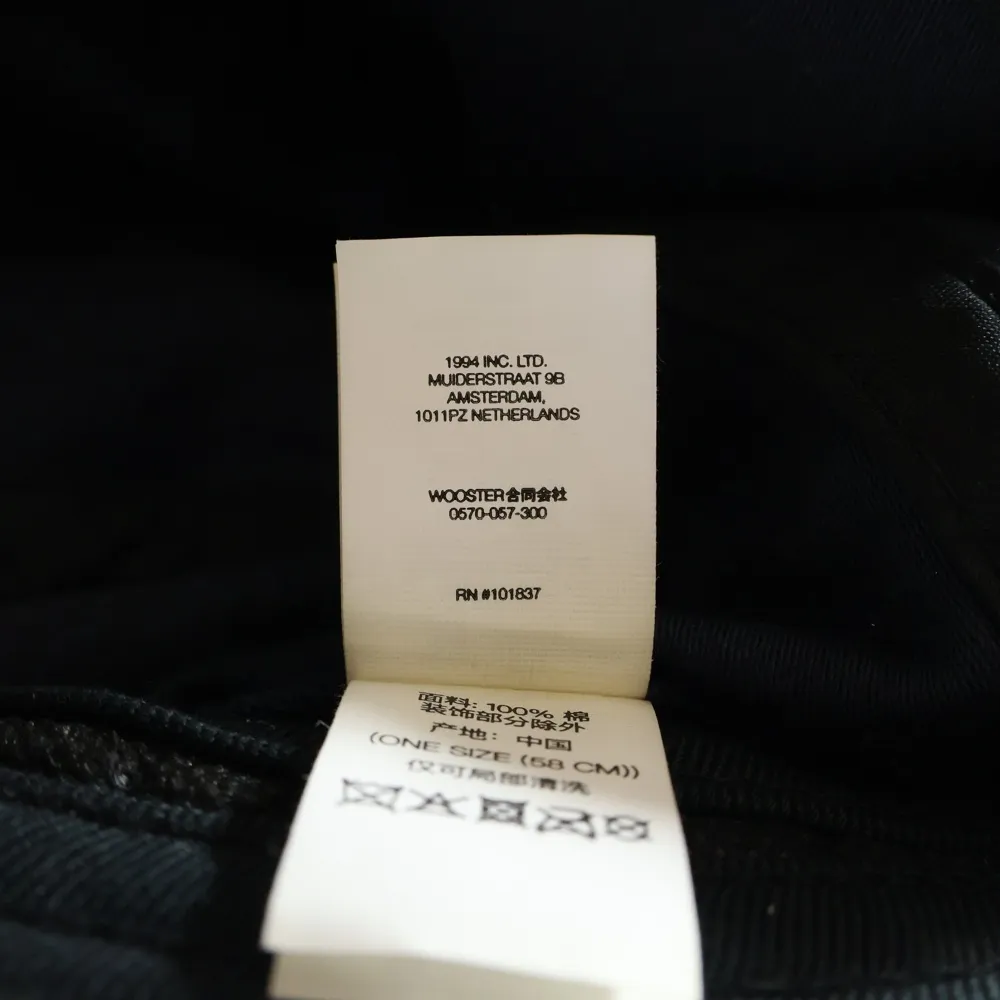 1994 INC. LTD.
MUIDERSTRAAT 9B
AMSTERDAM,
1011PZ NETHERLANDS
WOOSTER合同会社
0570-057-300
RN #101837
面料: 100% 棉
装饰部分除外
产地: 中国
(ONE SIZE (58 CM))
仅可局部清洗